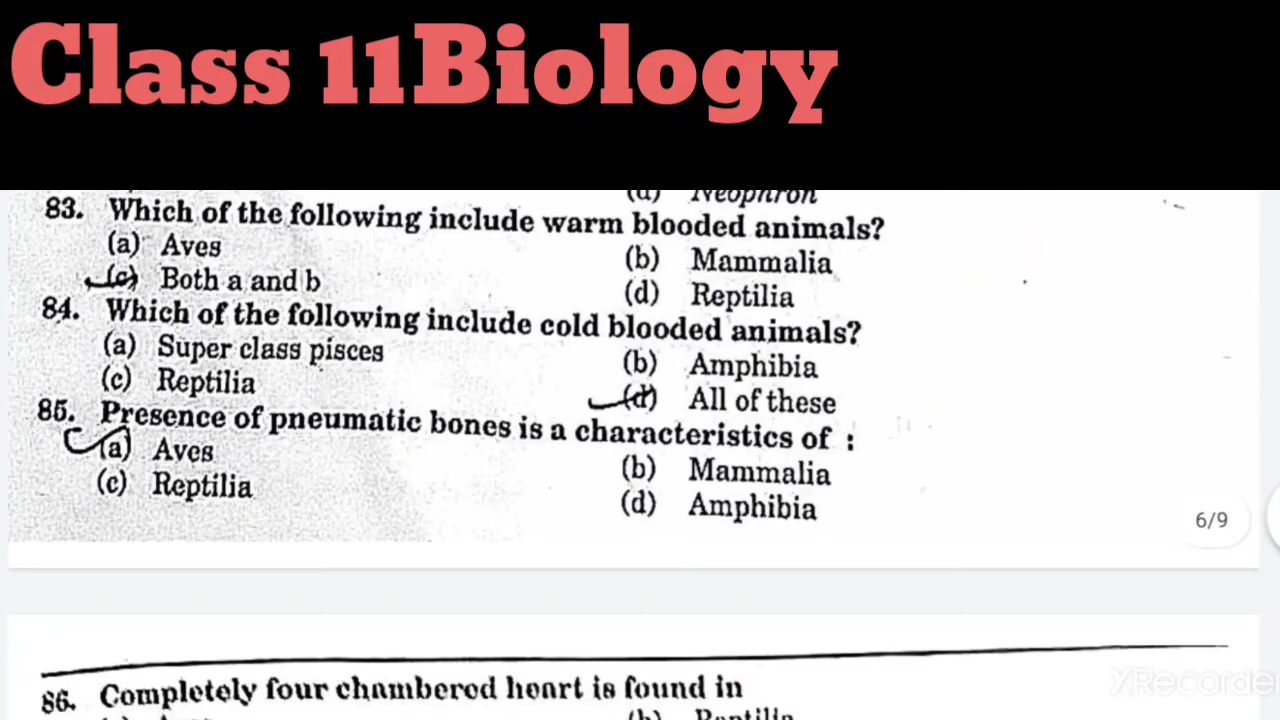 Class 11Biology
(d) Neophron
83. Which of the following include warm blooded animals?
(a) Aves
(b) Mammalia
(c) Both a and b
(d) Reptilia
84. Which of the following include cold blooded animals?
(a) Super class pisces
(b) Amphibia
(c) Reptilia
(d) All of these
85. Presence of pneumatic bones is a characteristics of :
(a) Aves
(b) Mammalia
(c) Reptilia
(d) Amphibia
6/9
86. Completely four chambered heart is found in
(b) Reptilia
XRecorder